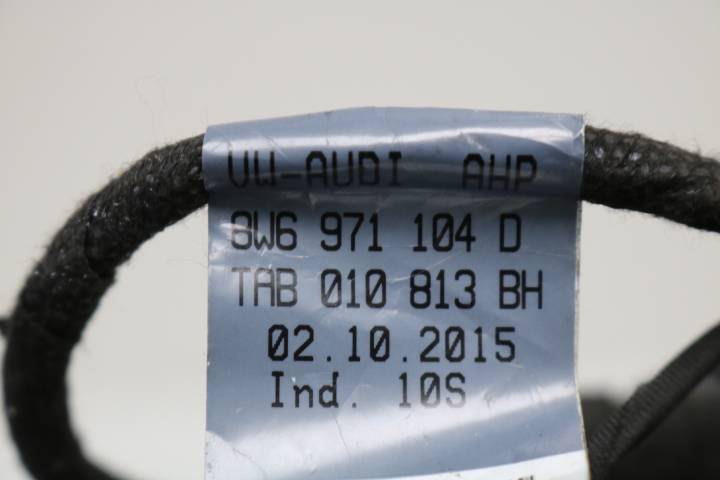 VW-AUDI AHP
8W6 971 104 D
TAB 010 813 BH
02.10.2015
Ind. 10S